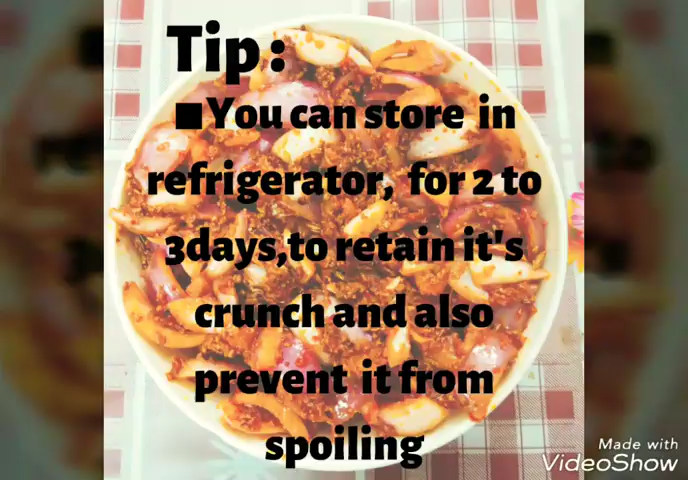 Tip :
■You can store in
refrigerator, for 2 to
3days,to retain it's
crunch and also
prevent it from
spoiling
Made with
VideoShow